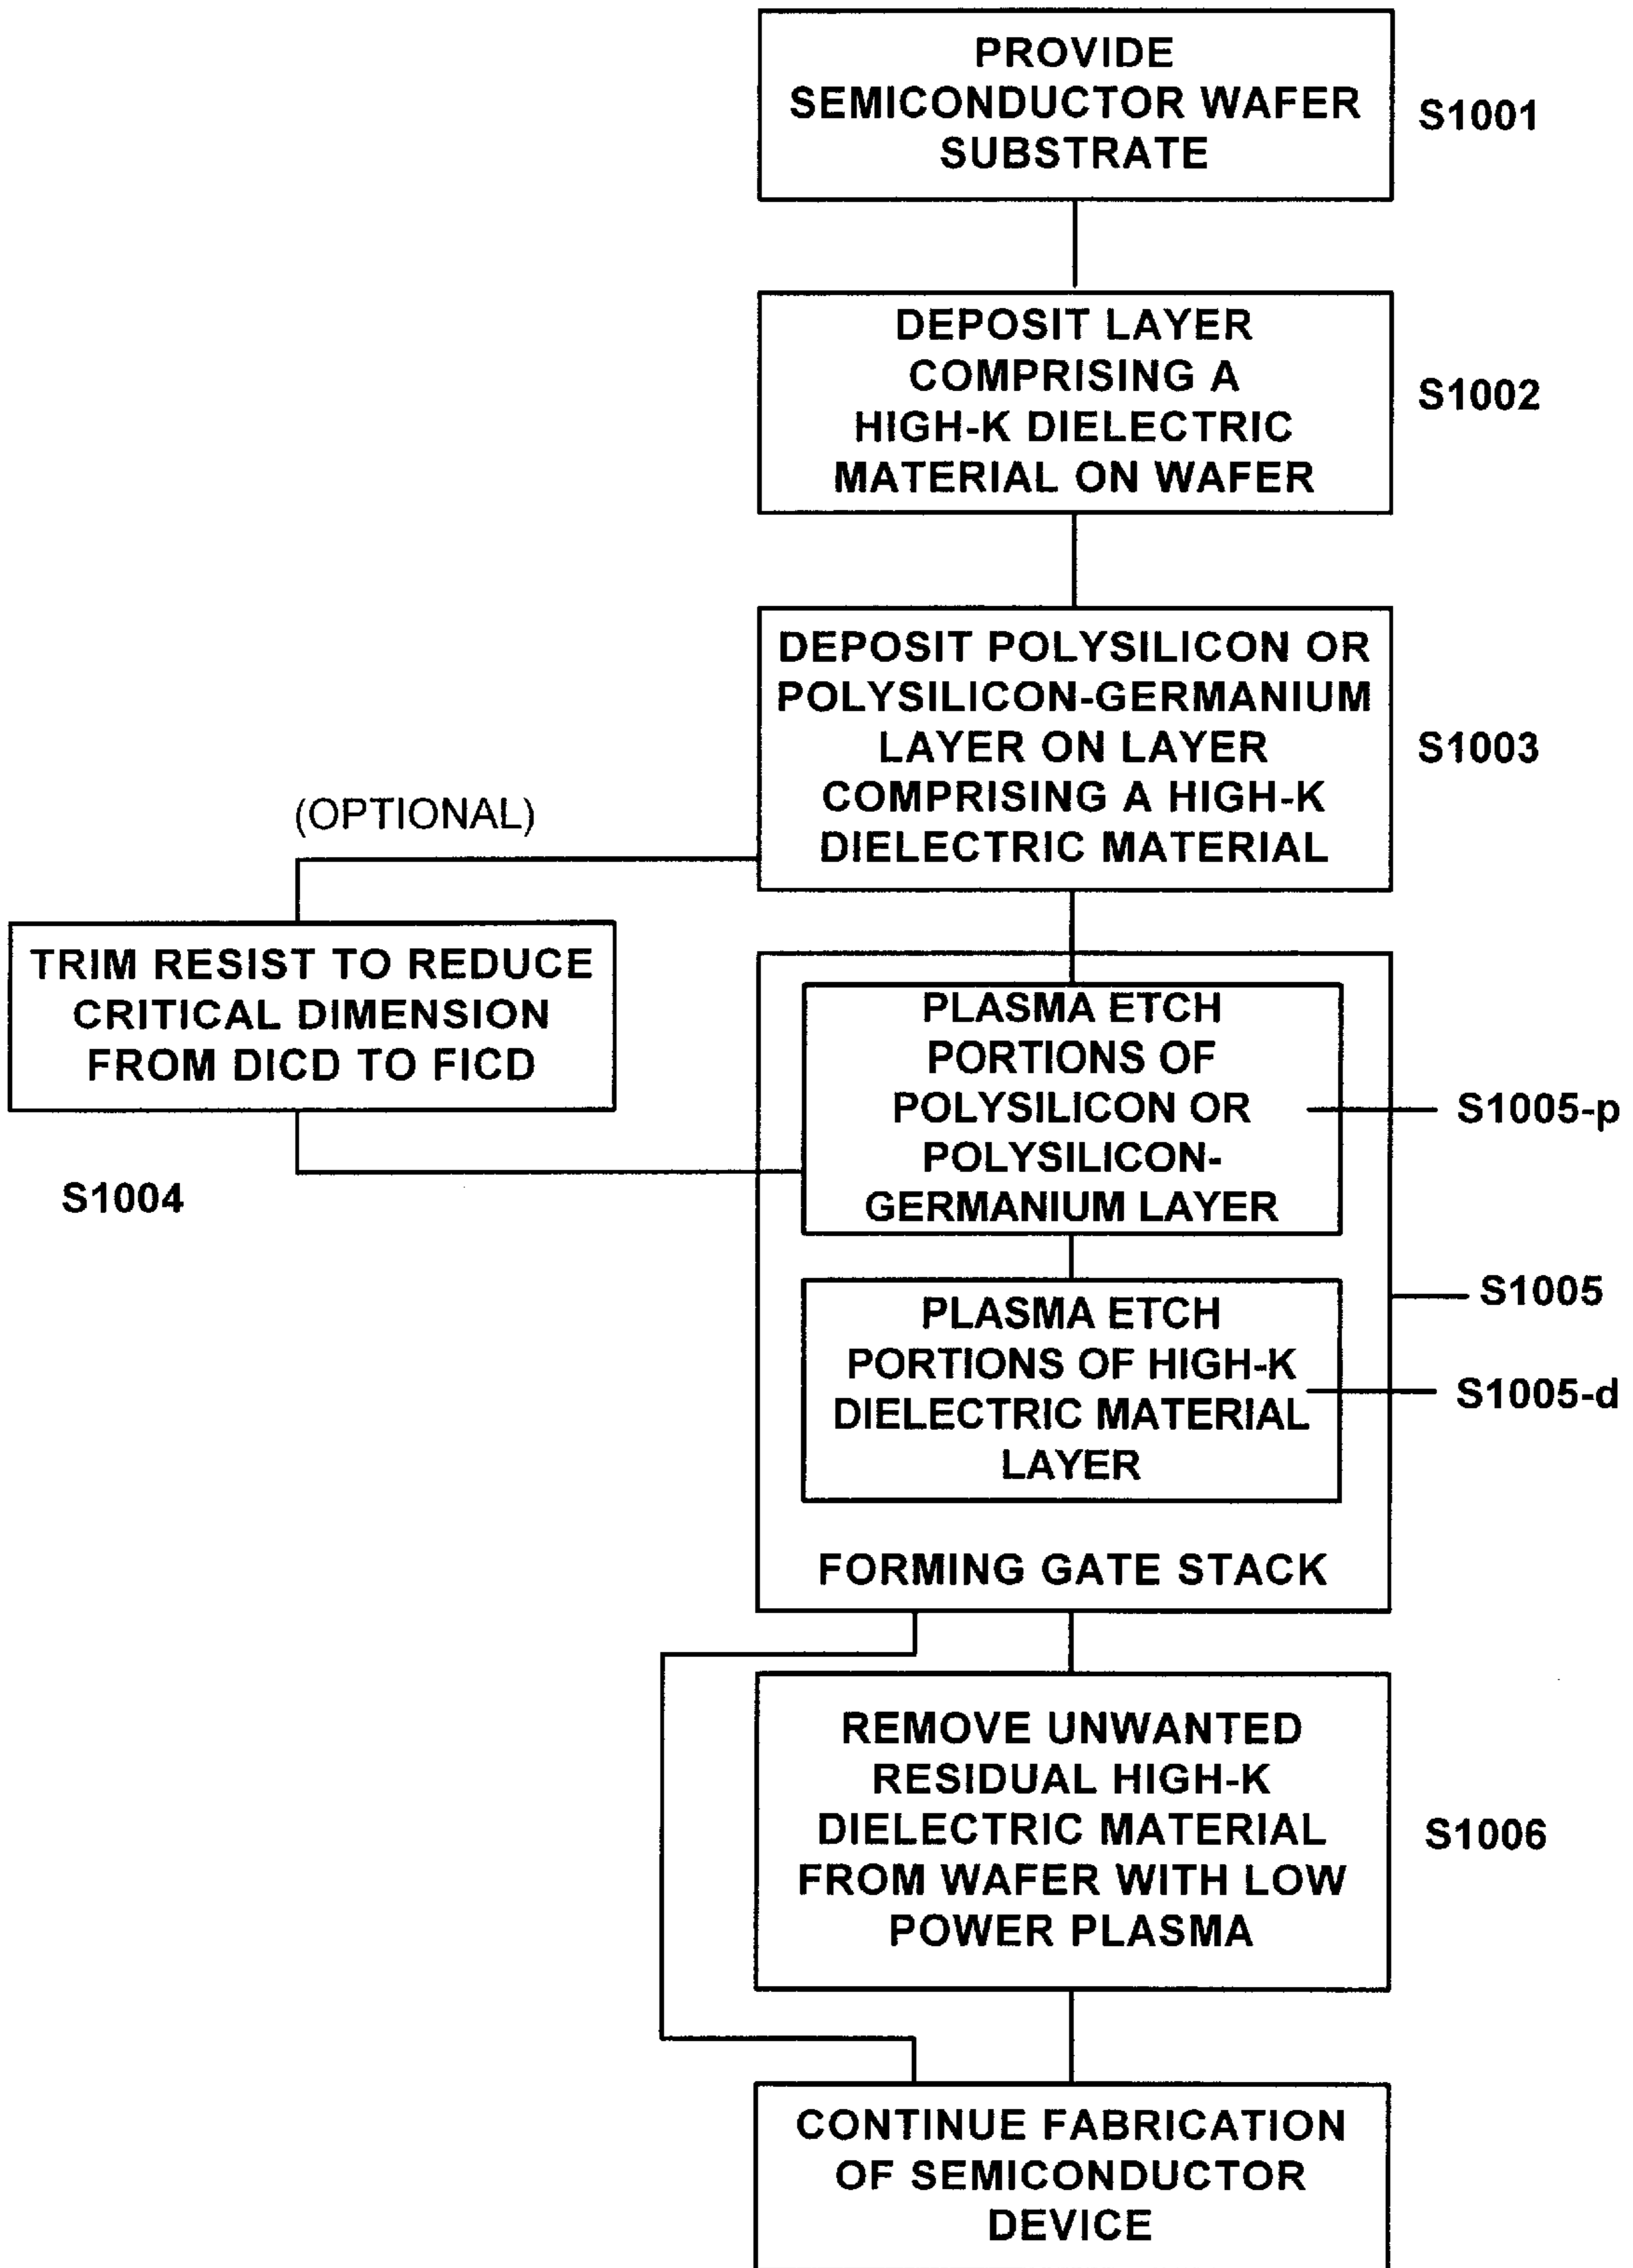 PROVIDE
SEMICONDUCTOR WAFER
SUBSTRATE
S1001
DEPOSIT LAYER
COMPRISING A
HIGH-K DIELECTRIC
MATERIAL ON WAFER
S1002
DEPOSIT POLYSILICON OR
POLYSILICON-GERMANIUM
LAYER ON LAYER
COMPRISING A HIGH-K
DIELECTRIC MATERIAL
S1003
(OPTIONAL)
TRIM RESIST TO REDUCE
CRITICAL DIMENSION
FROM DICD TO FICD
S1004
PLASMA ETCH
PORTIONS OF
POLYSILICON OR
POLYSILICON-
GERMANIUM LAYER
S1005-p
S1005
PLASMA ETCH
PORTIONS OF HIGH-K
DIELECTRIC MATERIAL
LAYER
S1005-d
FORMING GATE STACK
REMOVE UNWANTED
RESIDUAL HIGH-K
DIELECTRIC MATERIAL
FROM WAFER WITH LOW
POWER PLASMA
S1006
CONTINUE FABRICATION
OF SEMICONDUCTOR
DEVICE